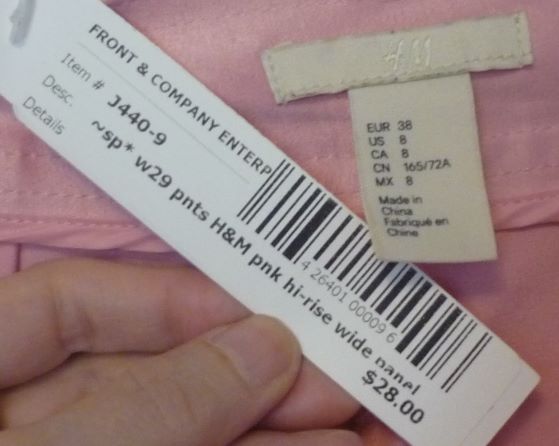 FRONT & COMPANY ENTERP
Item # J440-9
Desc. ~sp* w29 pnts H&M pnk hi-rise wide panel
Details
4 26401 00009 6
$28.00
H&M
EUR 38
US 8
CA 8
CN 165/72A
MX 8
Made in
China
Fabriqué en
Chine